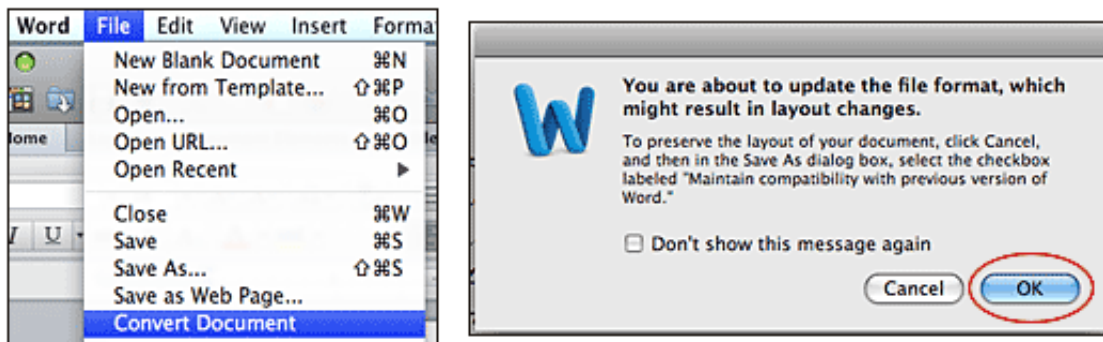 Word File Edit View Insert Forma
New Blank Document ⌘N
New from Template... ⇧⌘P
Open... ⌘O
Open URL... ⇧⌘O
Open Recent ▶
Home
Close ⌘W
Save ⌘S
Save As... ⇧⌘S
Save as Web Page...
Convert Document
I U
You are about to update the file format, which
might result in layout changes.
To preserve the layout of your document, click Cancel,
and then in the Save As dialog box, select the checkbox
labeled "Maintain compatibility with previous version of
Word."
Don't show this message again
Cancel OK